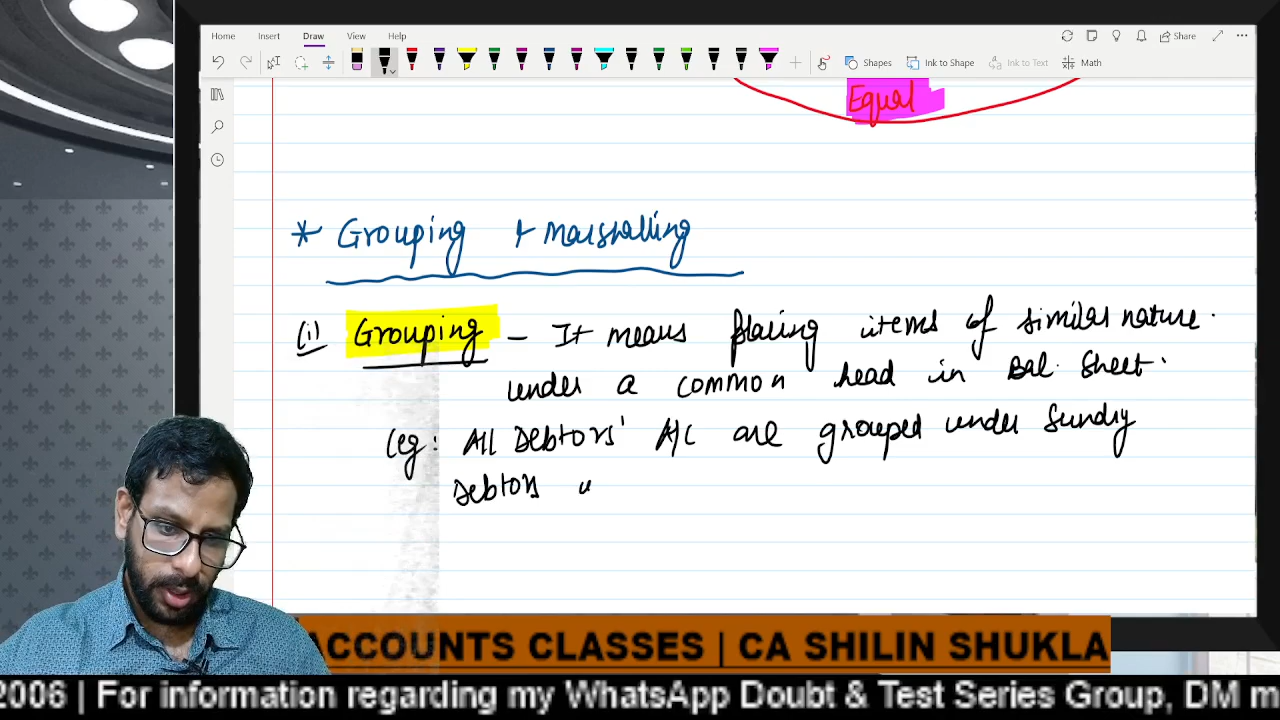 Home Insert Draw View Help Share
Shapes Ink to Shape Ink to Text Math
Equal
* Grouping + Marshalling
(i) Grouping - It means placing items of similar nature.
under a common head in Bal. Sheet.
(eg: All Debtors' A/C are grouped under Sundry
Debtors
ACCOUNTS CLASSES | CA SHILIN SHUKLA
2006 | For information regarding my WhatsApp Doubt & Test Series Group, DM m